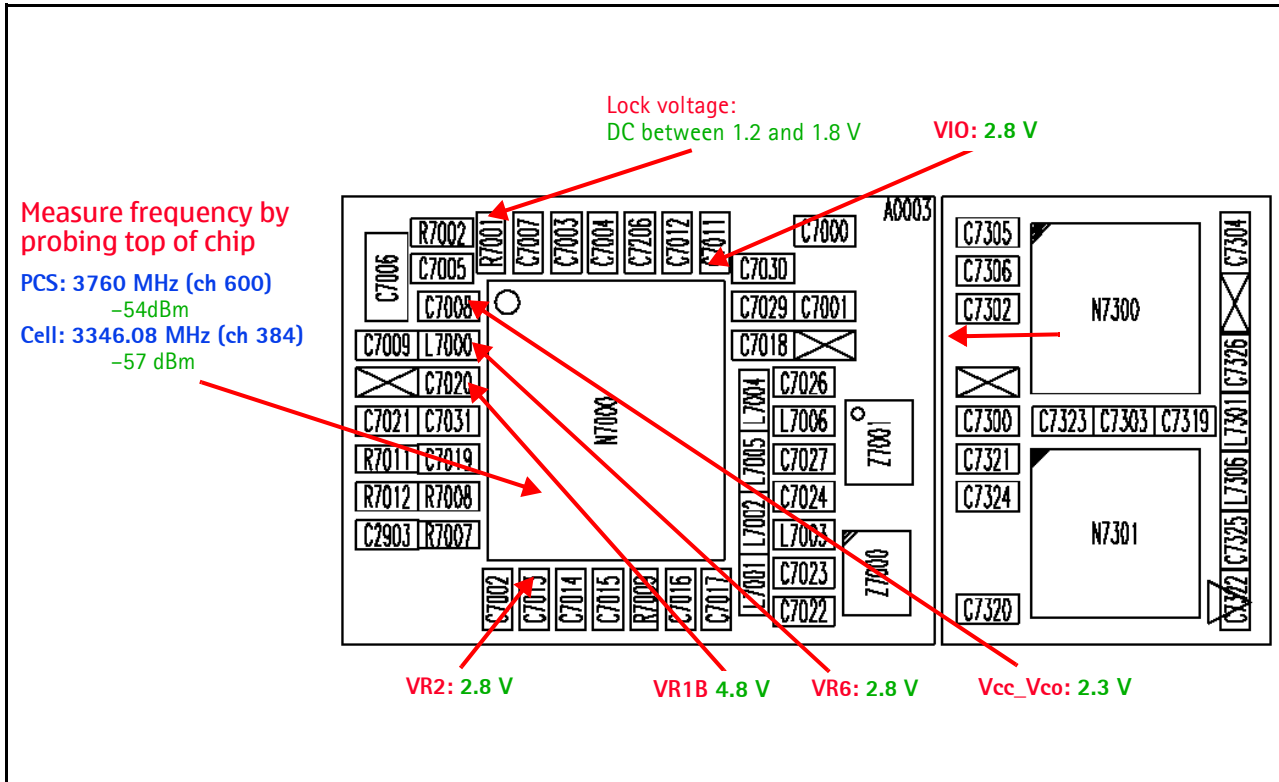 Lock voltage:
DC between 1.2 and 1.8 V
VIO: 2.8 V
Measure frequency by
probing top of chip
PCS: 3760 MHz (ch 600)
–54dBm
Cell: 3346.08 MHz (ch 384)
–57 dBm
A0003
R7002
R7001
C7007
C7003
C7004
C7206
C7012
C7011
C7000
C7006
C7005
C7030
C7008
C7029 C7001
C7009 L7000
C7018
C7020
L7004
C7026
C7021 C7031
N7000
L7006
Z7001
R7011 C7019
L7005
C7027
R7012 R7008
C7024
C2903 R7007
L7002
L7003
Z7000
L7001
C7023
C7022
C7002
C7013
C7014
C7015
C7016
C7017
C7305
C7304
C7306
C7302
N7300
C7326
C7300
C7323 C7303 C7319
L7301
C7321
C7324
L7306
N7301
C7325
C7320
C7322
VR2: 2.8 V
VR1B 4.8 V
VR6: 2.8 V
Vcc_Vco: 2.3 V